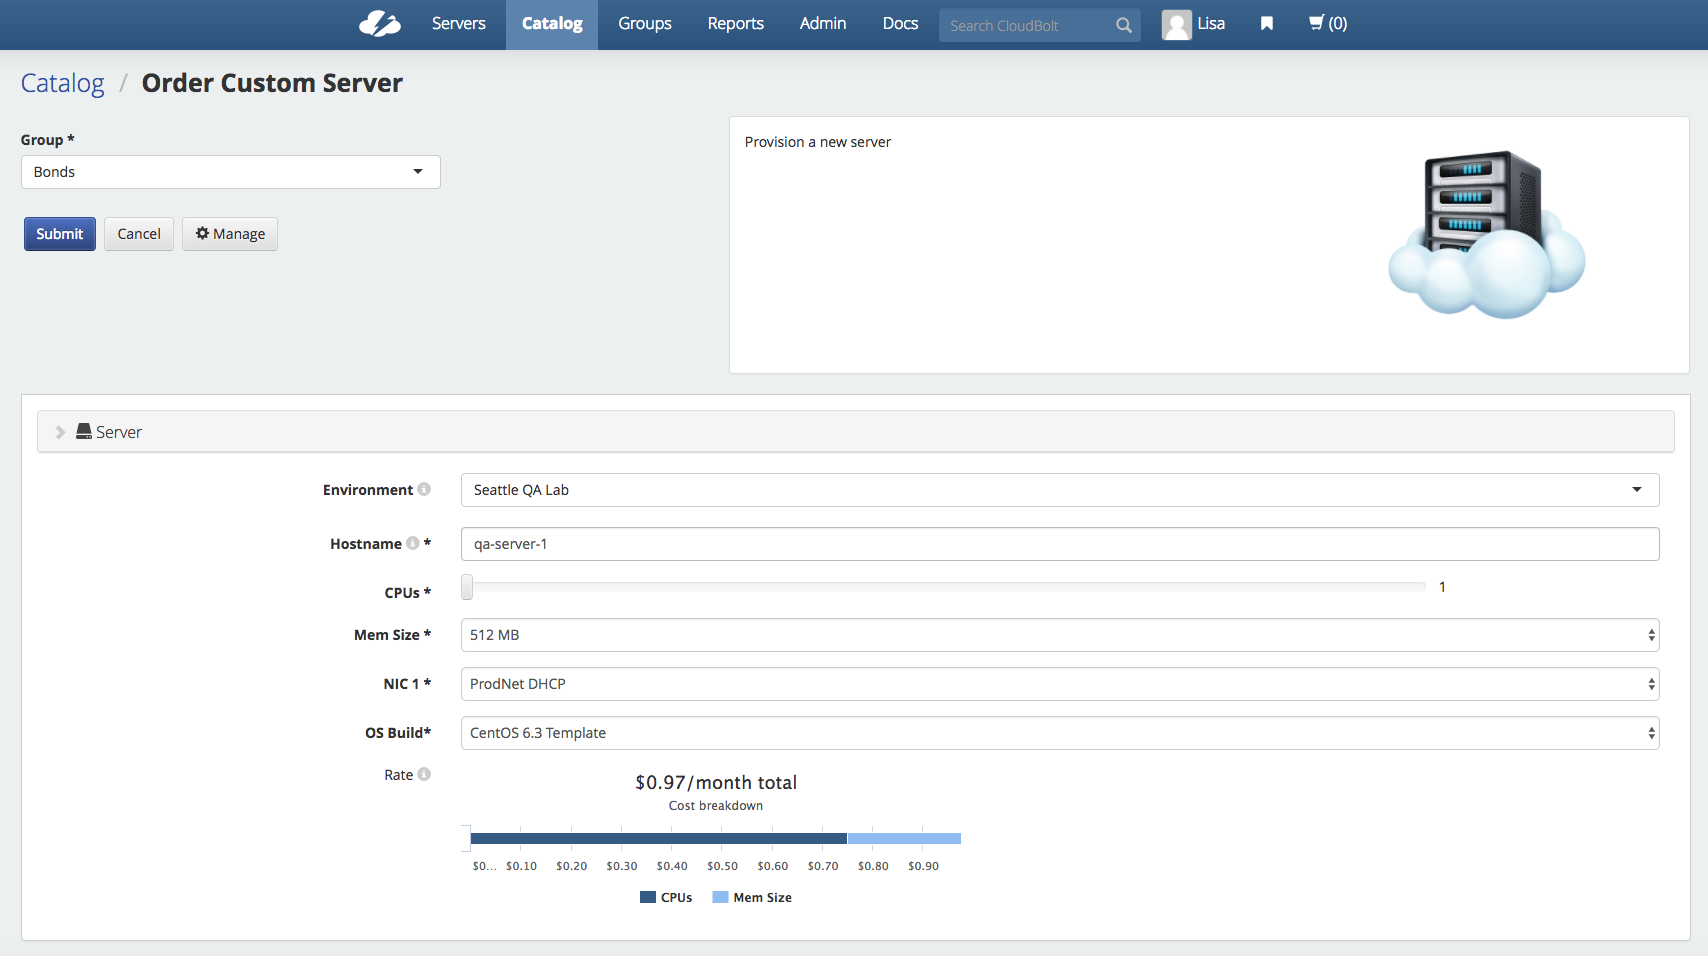 Servers Catalog Groups Reports Admin Docs Search CloudBolt Lisa (0)
Catalog / Order Custom Server
Group *
Bonds
Submit Cancel Manage
Provision a new server
Server
Environment Seattle QA Lab
Hostname * qa-server-1
CPUs * 1
Mem Size * 512 MB
NIC 1 * ProdNet DHCP
OS Build* CentOS 6.3 Template
Rate
$0.97/month total
Cost breakdown
$0... $0.10 $0.20 $0.30 $0.40 $0.50 $0.60 $0.70 $0.80 $0.90
CPUs Mem Size